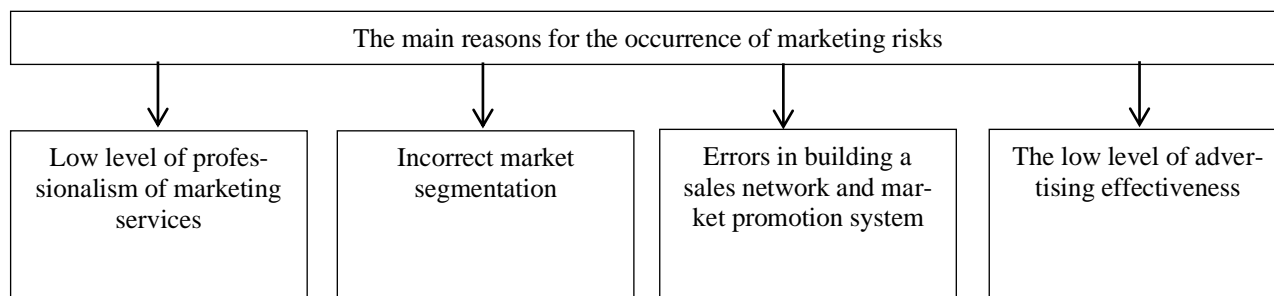 The main reasons for the occurrence of marketing risks
Low level of profes-
sionalism of marketing
services
Incorrect market
segmentation
Errors in building a
sales network and mar-
ket promotion system
The low level of adver-
tising effectiveness